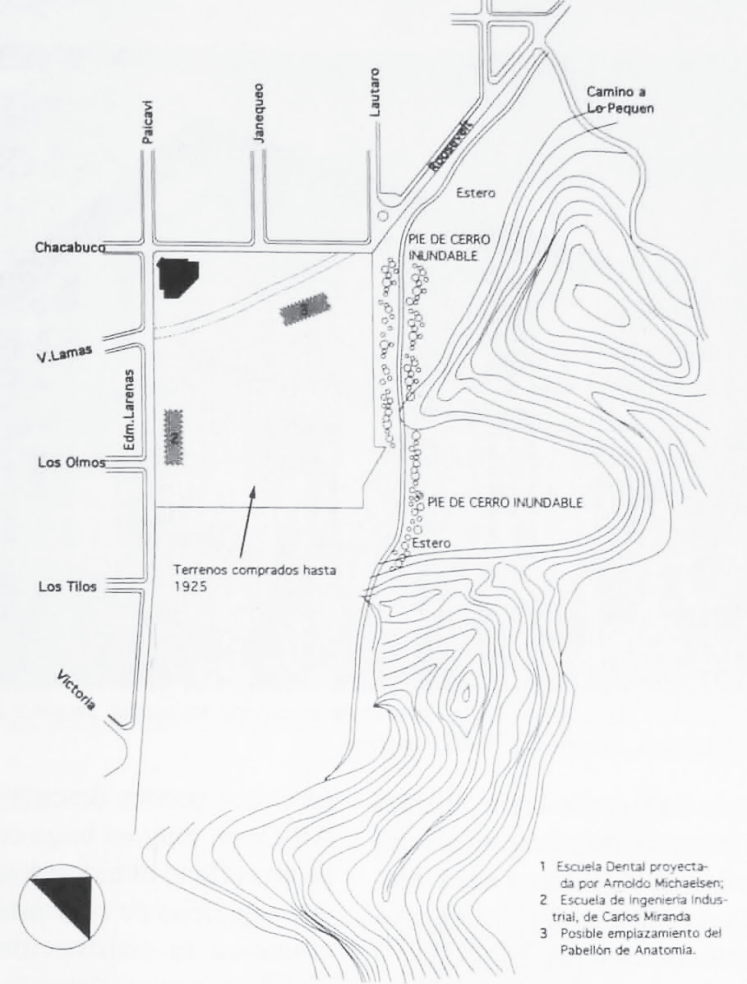 Camino a
Lo Pequen
Paicavi
Janequeo
Lautaro
Roosevelt
Estero
Chacabuco
PIE DE CERRO
INUNDABLE
3
V.Lamas
Edm.Larenas
2
Los Olmos
PIE DE CERRO INUNDABLE
Estero
Terrenos comprados hasta
1925
Los Tilos
Victoria
1 Escuela Dental proyecta-
da por Arnoldo Michaelsen;
2 Escuela de Ingeniería Indus-
trial, de Carlos Miranda
3 Posible emplazamiento del
Pabellón de Anatomía.